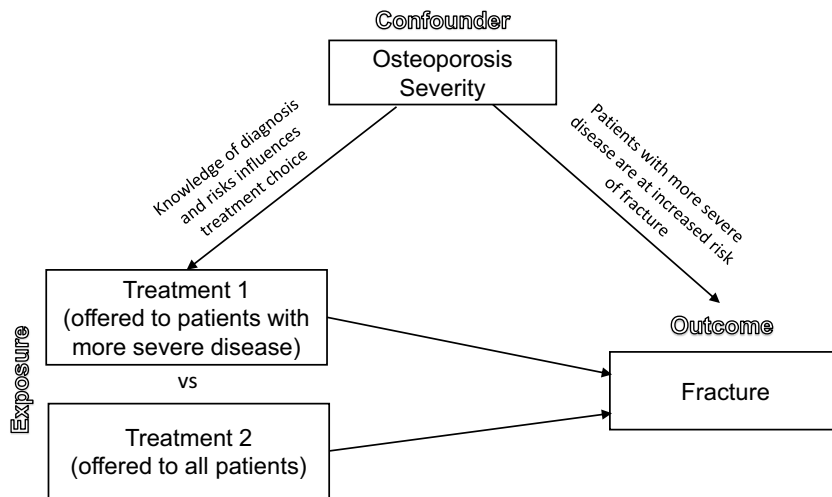 Confounder
Osteoporosis
Severity
Knowledge of diagnosis
and risks influences
treatment choice
Patients with more severe
disease are at increased risk
of fracture
Exposure
Treatment 1
(offered to patients with
more severe disease)
vs
Treatment 2
(offered to all patients)
Outcome
Fracture